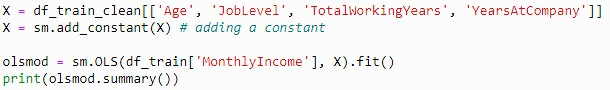 X = df_train_clean[['Age', 'JobLevel', 'TotalWorkingYears', 'YearsAtCompany']]
X = sm.add_constant(X) # adding a constant
olsmod = sm.OLS(df_train['MonthlyIncome'], X).fit()
print(olsmod.summary())